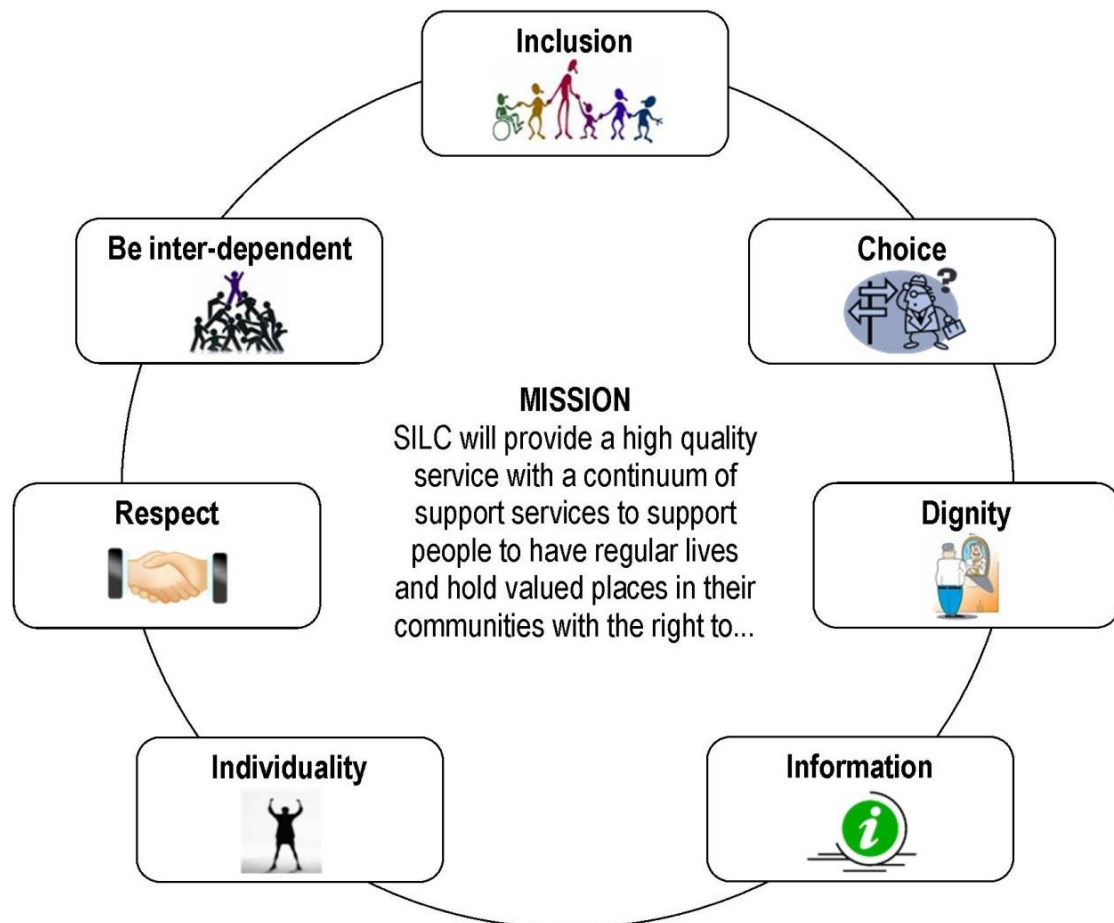 Inclusion
Be inter-dependent
Choice
MISSION
SILC will provide a high quality
service with a continuum of
support services to support
people to have regular lives
and hold valued places in their
communities with the right to...
Respect
Dignity
Individuality
Information